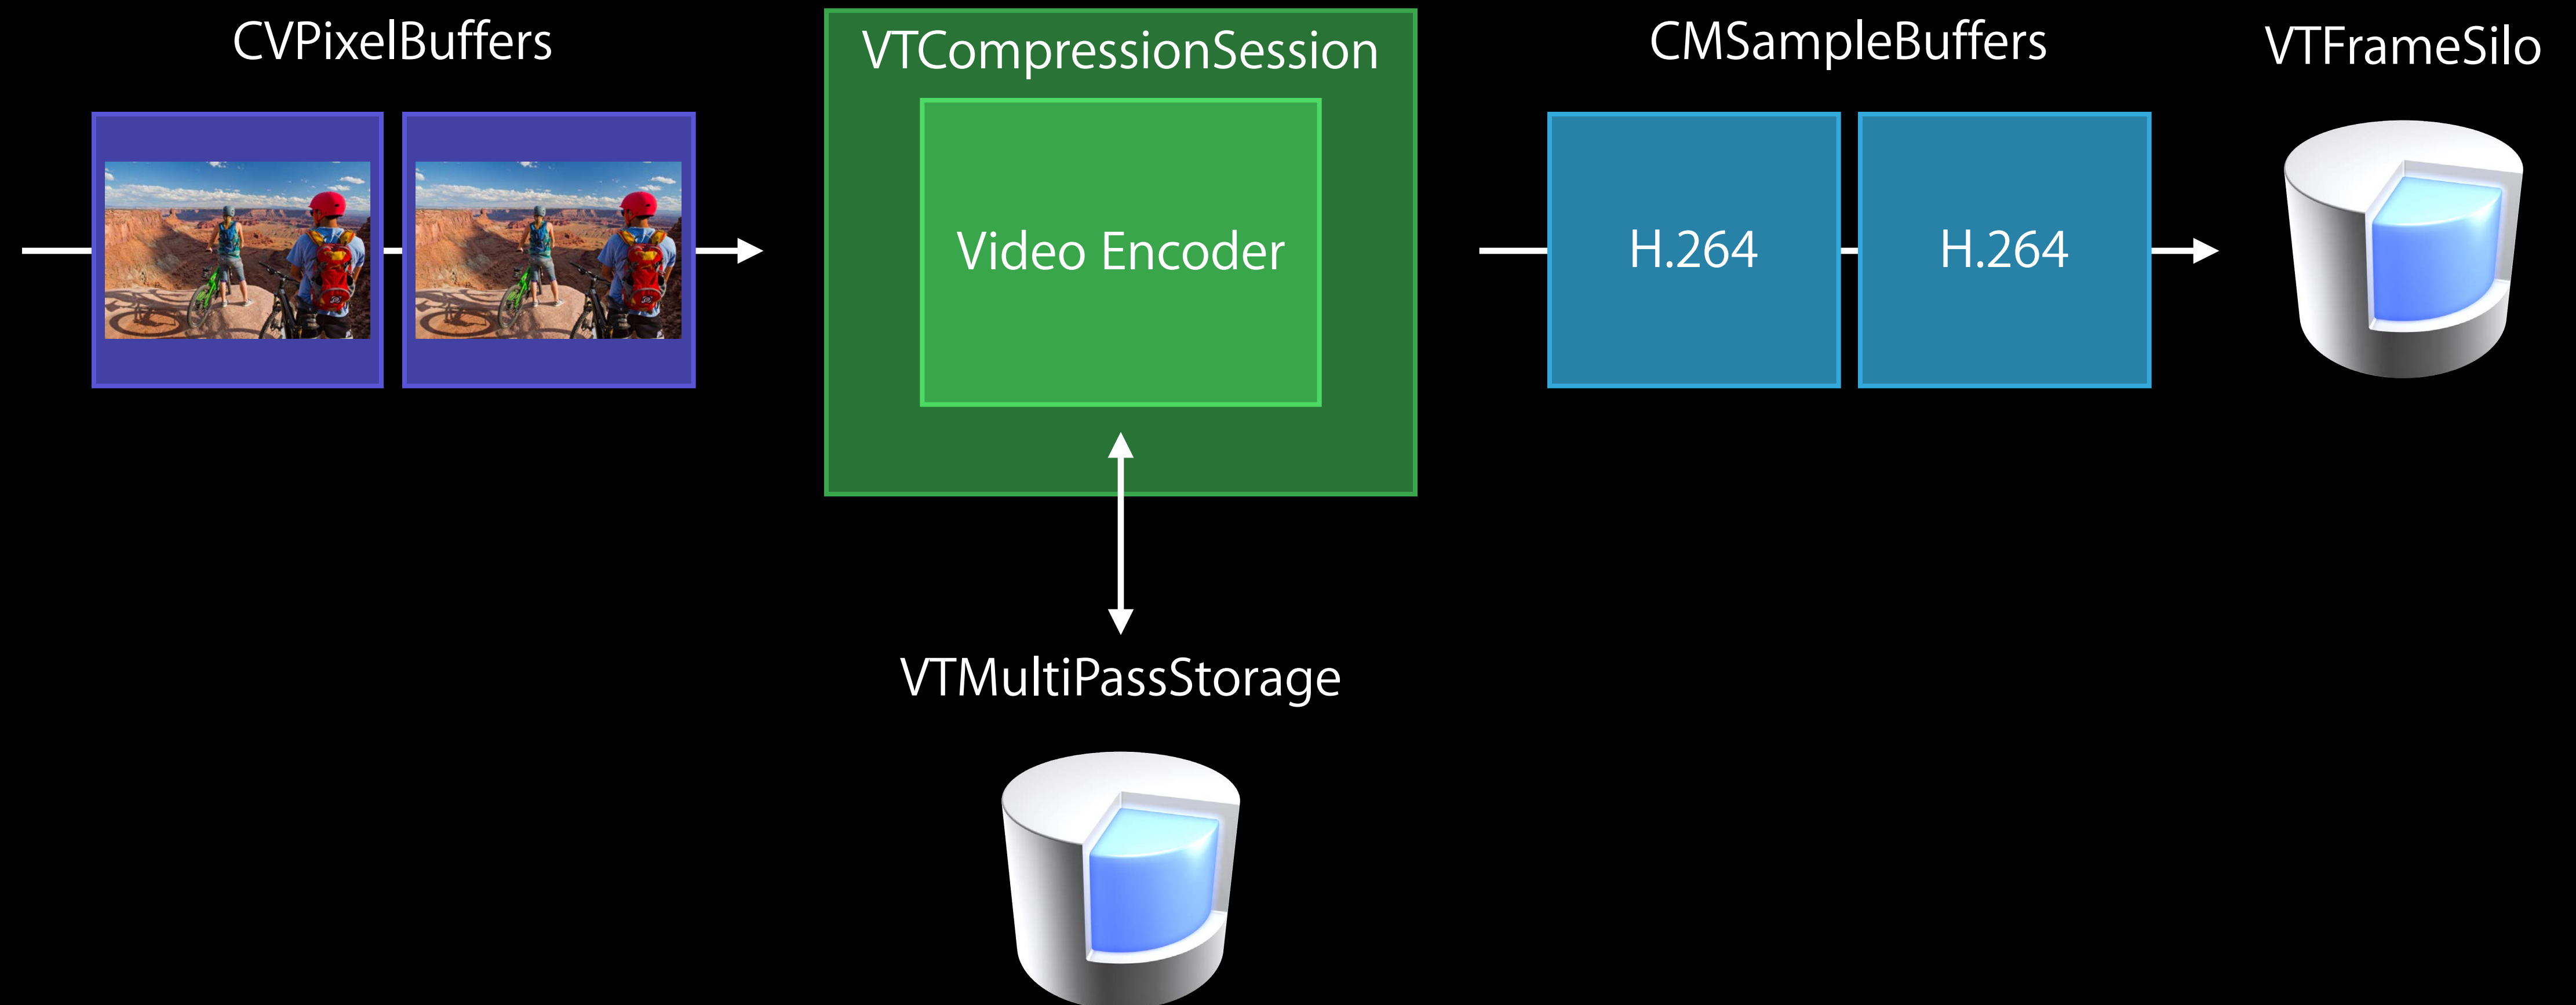 CVPixelBuffers
VTCompressionSession
CMSampleBuffers
VTFrameSilo
Video Encoder
H.264
H.264
VTMultiPassStorage